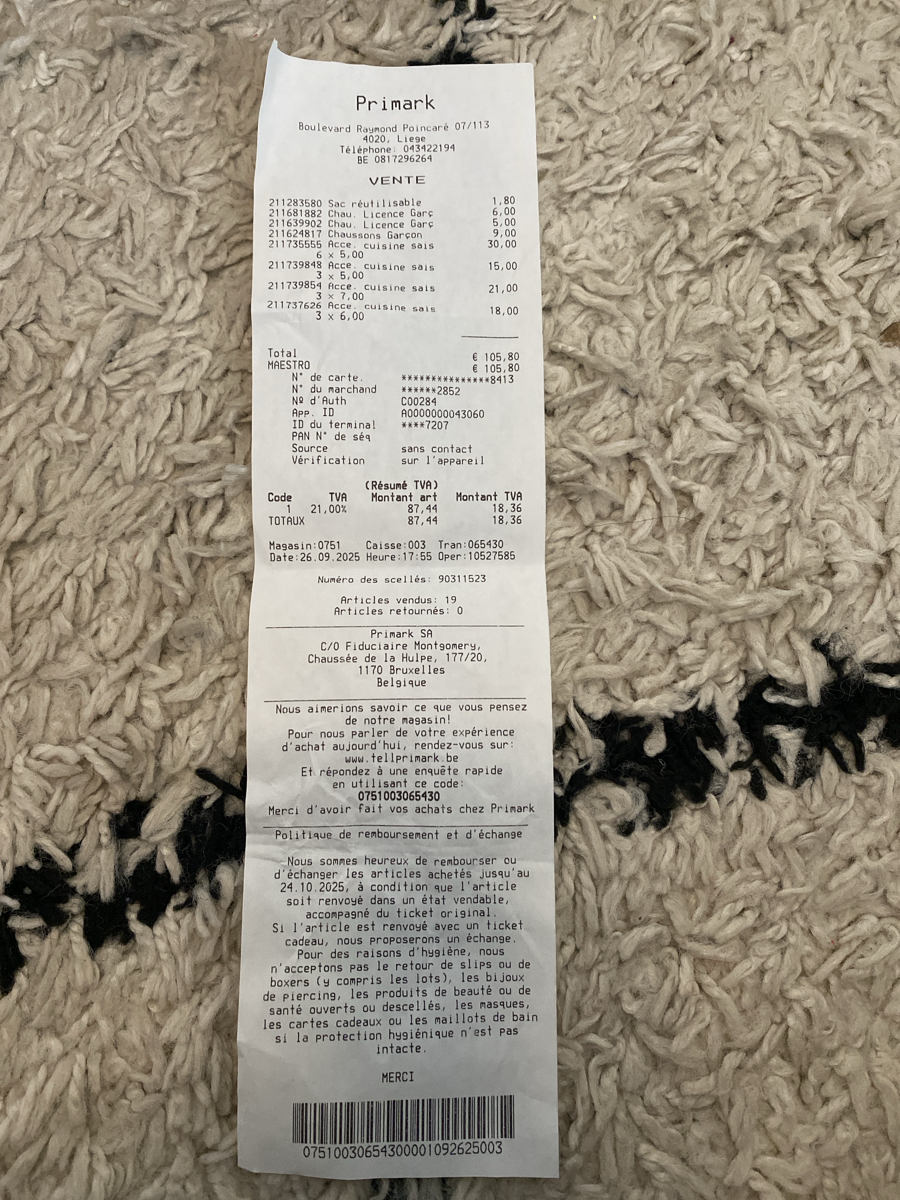 Primark
Boulevard Raymond Poincaré 07/113
4020, Liege
Téléphone: 043422194
BE 0817296264
VENTE
211283580 Sac réutilisable 1,80
211681882 Chau. Licence Garç 6,00
211639902 Chau. Licence Garç 5,00
211624817 Chaussons Garçon 9,00
211735555 Acce. cuisine sais 30,00
6 x 5,00
211739848 Acce. cuisine sais 15,00
3 x 5,00
211739854 Acce. cuisine sais 21,00
3 x 7,00
211737626 Acce. cuisine sais 18,00
3 x 6,00
Total € 105,80
MAESTRO € 105,80
N° de carte. ***************8413
N° du marchand ******2852
Nº d'Auth C00284
App. ID A0000000043060
ID du terminal ****7207
PAN N° de séq
Source sans contact
Vérification sur l'appareil
(Résumé TVA)
Code TVA Montant art Montant TVA
1 21,00% 87,44 18,36
TOTAUX 87,44 18,36
Magasin:0751 Caisse:003 Tran:065430
Date:26.09.2025 Heure:17:55 Oper:10527585
Numéro des scellés: 90311523
Articles vendus: 19
Articles retournés: 0
Primark SA
C/O Fiduciaire Montgomery,
Chaussée de la Hulpe, 177/20,
1170 Bruxelles
Belgique
Nous aimerions savoir ce que vous pensez
de notre magasin!
Pour nous parler de votre expérience
d'achat aujourd'hui, rendez-vous sur:
www.tellprimark.be
Et répondez à une enquête rapide
en utilisant ce code:
0751003065430
Merci d'avoir fait vos achats chez Primark
Politique de remboursement et d'échange
Nous sommes heureux de rembourser ou
d'échanger les articles achetés jusqu'au
24.10.2025, à condition que l'article
soit renvoyé dans un état vendable,
accompagné du ticket original.
Si l'article est renvoyé avec un ticket
cadeau, nous proposerons un échange.
Pour des raisons d'hygiène, nous
n'acceptons pas le retour de slips ou de
boxers (y compris les lots), les bijoux
de piercing, les produits de beauté ou de
santé ouverts ou descellés, les masques,
les cartes cadeaux ou les maillots de bain
si la protection hygiénique n'est pas
intacte.
MERCI
07510030654300001092625003